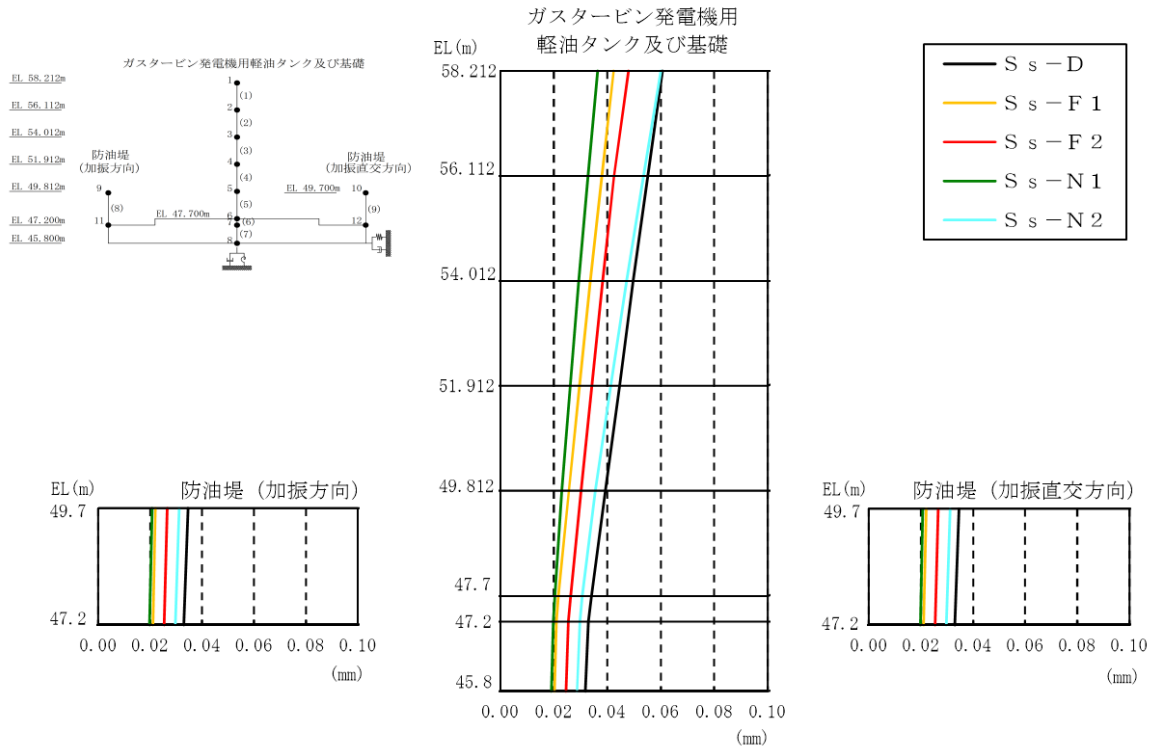 ガスタービン発電機用軽油タンク及び基礎
EL 58.212m
EL 56.112m
EL 54.012m
EL 51.912m
EL 49.812m
EL 47.200m
EL 45.800m
1
(1)
2
(2)
3
(3)
4
(4)
5
(5)
6
(6)
7
(7)
8
防油堤
(加振方向)
9
(8)
11
EL 47.700m
防油堤
(加振直交方向)
EL 49.700m
10
(9)
12
ガスタービン発電機用
軽油タンク及び基礎
EL(m)
58.212
56.112
54.012
51.912
49.812
47.7
47.2
45.8
0.00 0.02 0.04 0.06 0.08 0.10
(mm)
Ss-D
Ss-F1
Ss-F2
Ss-N1
Ss-N2
EL(m)
防油堤 (加振方向)
49.7
47.2
0.00 0.02 0.04 0.06 0.08 0.10
(mm)
EL(m)
防油堤 (加振直交方向)
49.7
47.2
0.00 0.02 0.04 0.06 0.08 0.10
(mm)